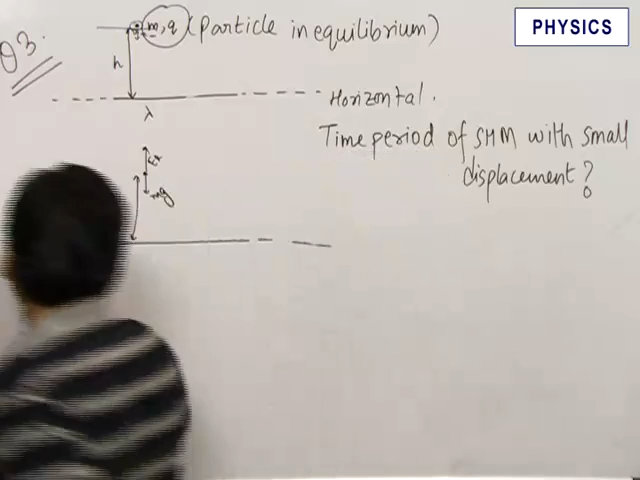 PHYSICS
Q3.
m, q (Particle in equilibrium)
h
Horizontal.
λ
Time period of SHM with small
displacement?
mg